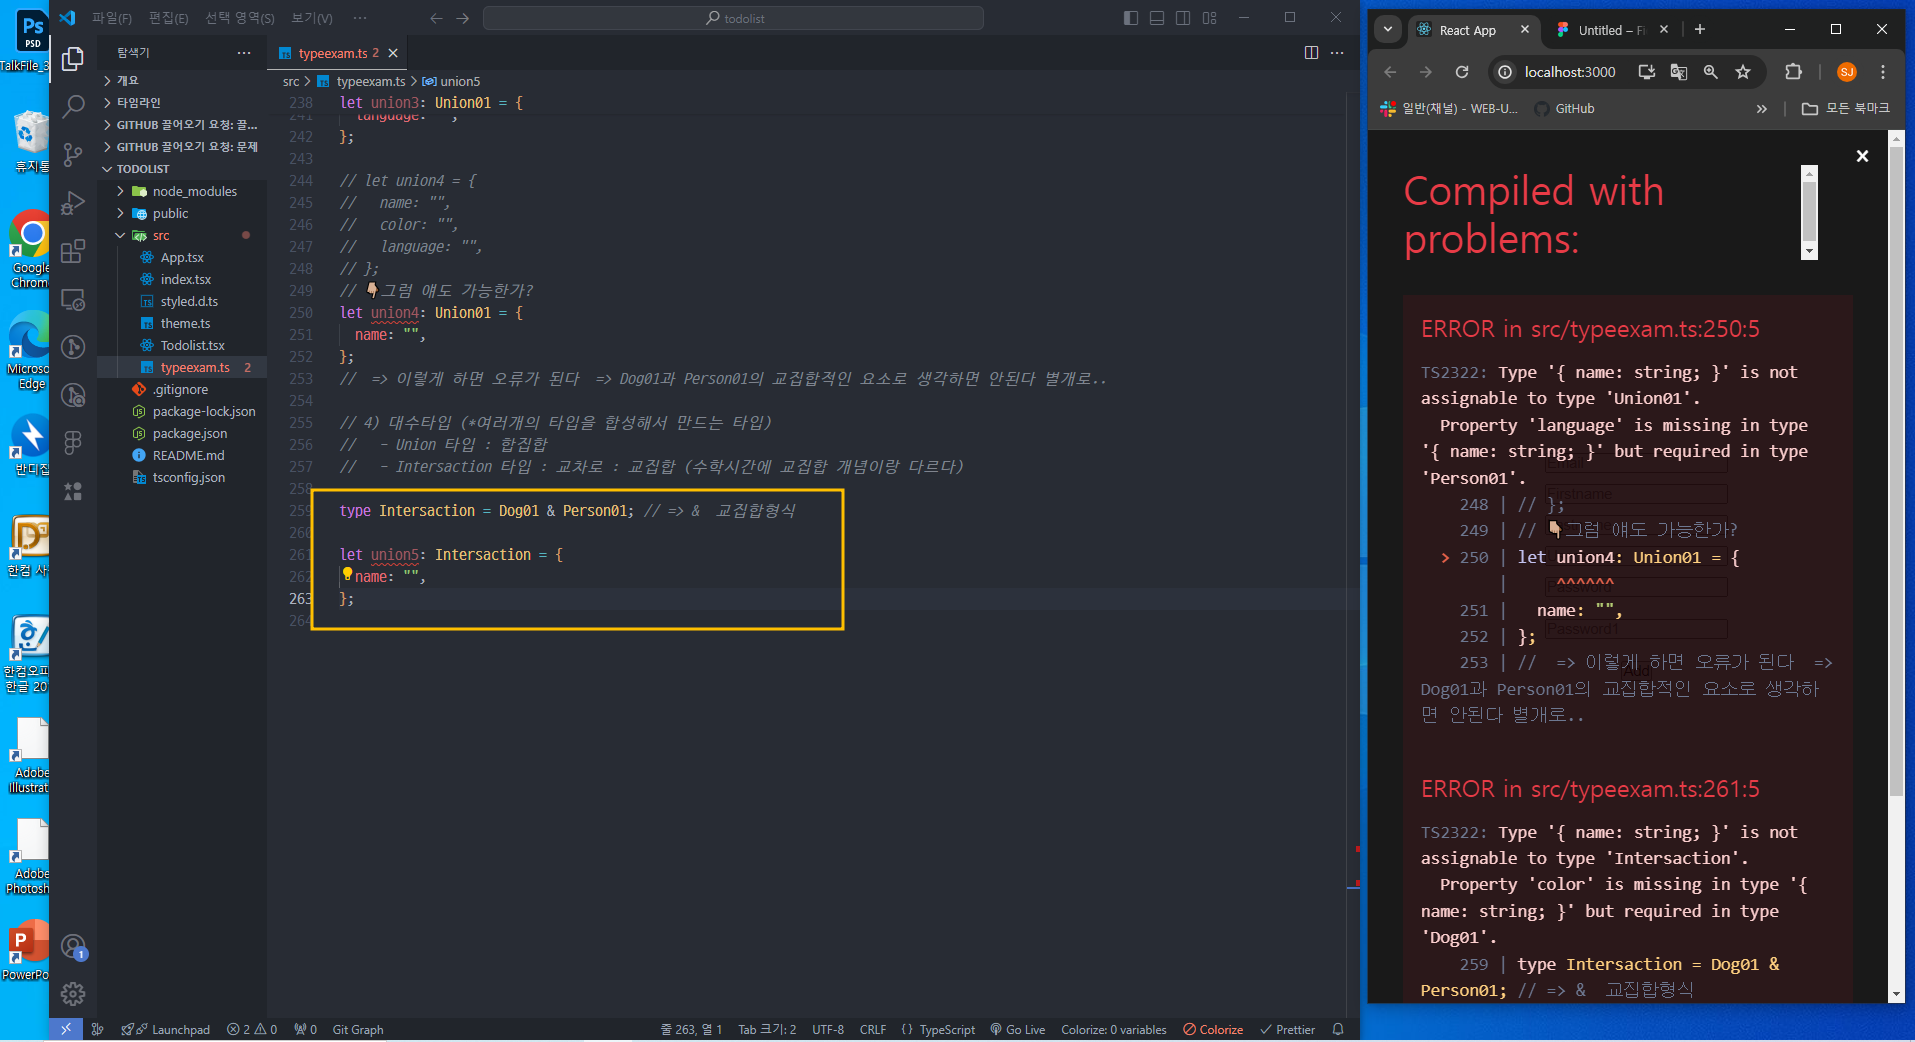 PSD
TalkFile_3
휴지통
Google
Chrom
Microso
Edge
반디집
한컴 사
한컴오피
한글 20
Adobe
Illustrat
Adobe
Photosh
PowerPo
파일(F) 편집(E) 선택 영역(S) 보기(V) ···
todolist
탐색기 ···
개요
타임라인
GITHUB 끌어오기 요청: 끌...
GITHUB 끌어오기 요청: 문제
TODOLIST
node_modules
public
src
App.tsx
index.tsx
styled.d.ts
theme.ts
Todolist.tsx
typeexam.ts 2
.gitignore
package-lock.json
package.json
README.md
tsconfig.json
typeexam.ts 2 ×
src > typeexam.ts > union5
238 let union3: Union01 = {
241 language: "",
242 };
243
244 // let union4 = {
245 //   name: "",
246 //   color: "",
247 //   language: "",
248 // };
249 // 👇🏼그럼 얘도 가능한가?
250 let union4: Union01 = {
251   name: "",
252 };
253 //  => 이렇게 하면 오류가 된다  => Dog01과 Person01의 교집합적인 요소로 생각하면 안된다 별개로..
254
255 // 4) 대수타입 (*여러개의 타입을 합성해서 만드는 타입)
256 //   - Union 타입 : 합집합
257 //   - Intersaction 타입 : 교차로 : 교집합 (수학시간에 교집합 개념이랑 다르다)
258
259 type Intersaction = Dog01 & Person01; // => &  교집합형식
260
261 let union5: Intersaction = {
262   name: "",
263 };
264
1
Launchpad 2 0 0 Git Graph
줄 263, 열 1 Tab 크기: 2 UTF-8 CRLF {} TypeScript Go Live Colorize: 0 variables Colorize Prettier
React App × Untitled – Fi × +
localhost:3000
SJ
일반(채널) - WEB-U... GitHub » 모든 북마크
×
Compiled with
problems:
ERROR in src/typeexam.ts:250:5
TS2322: Type '{ name: string; }' is not
assignable to type 'Union01'.
Property 'language' is missing in type
'{ name: string; }' but required in type
'Person01'.
Email
Firstname
Password
Password1
Add
248 | // };
249 | // 👇🏼그럼 얘도 가능한가?
> 250 | let union4: Union01 = {
|     ^^^^^^
251 |   name: "",
252 | };
253 | //  => 이렇게 하면 오류가 된다  =>
Dog01과 Person01의 교집합적인 요소로 생각하
면 안된다 별개로..
ERROR in src/typeexam.ts:261:5
TS2322: Type '{ name: string; }' is not
assignable to type 'Intersaction'.
Property 'color' is missing in type '{
name: string; }' but required in type
'Dog01'.
259 | type Intersaction = Dog01 &
Person01; // => &  교집합형식